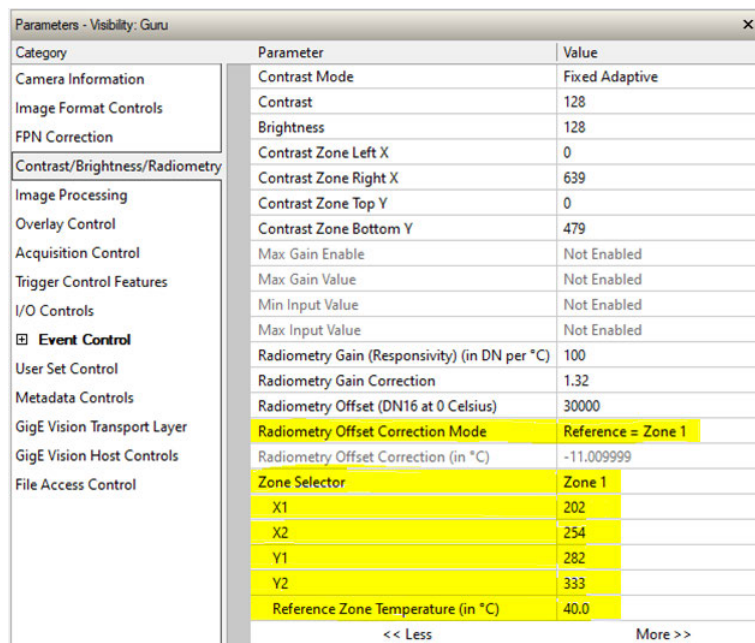 Parameters - Visibility: Guru
Category
Camera Information
Image Format Controls
FPN Correction
Contrast/Brightness/Radiometry
Image Processing
Overlay Control
Acquisition Control
Trigger Control Features
I/O Controls
Event Control
User Set Control
Metadata Controls
GigE Vision Transport Layer
GigE Vision Host Controls
File Access Control
Parameter Value
Contrast Mode Fixed Adaptive
Contrast 128
Brightness 128
Contrast Zone Left X 0
Contrast Zone Right X 639
Contrast Zone Top Y 0
Contrast Zone Bottom Y 479
Max Gain Enable Not Enabled
Max Gain Value Not Enabled
Min Input Value Not Enabled
Max Input Value Not Enabled
Radiometry Gain (Responsivity) (in DN per °C) 100
Radiometry Gain Correction 1.32
Radiometry Offset (DN16 at 0 Celsius) 30000
Radiometry Offset Correction Mode Reference = Zone 1
Radiometry Offset Correction (in °C) -11.009999
Zone Selector Zone 1
X1 202
X2 254
Y1 282
Y2 333
Reference Zone Temperature (in °C) 40.0
<< Less More >>